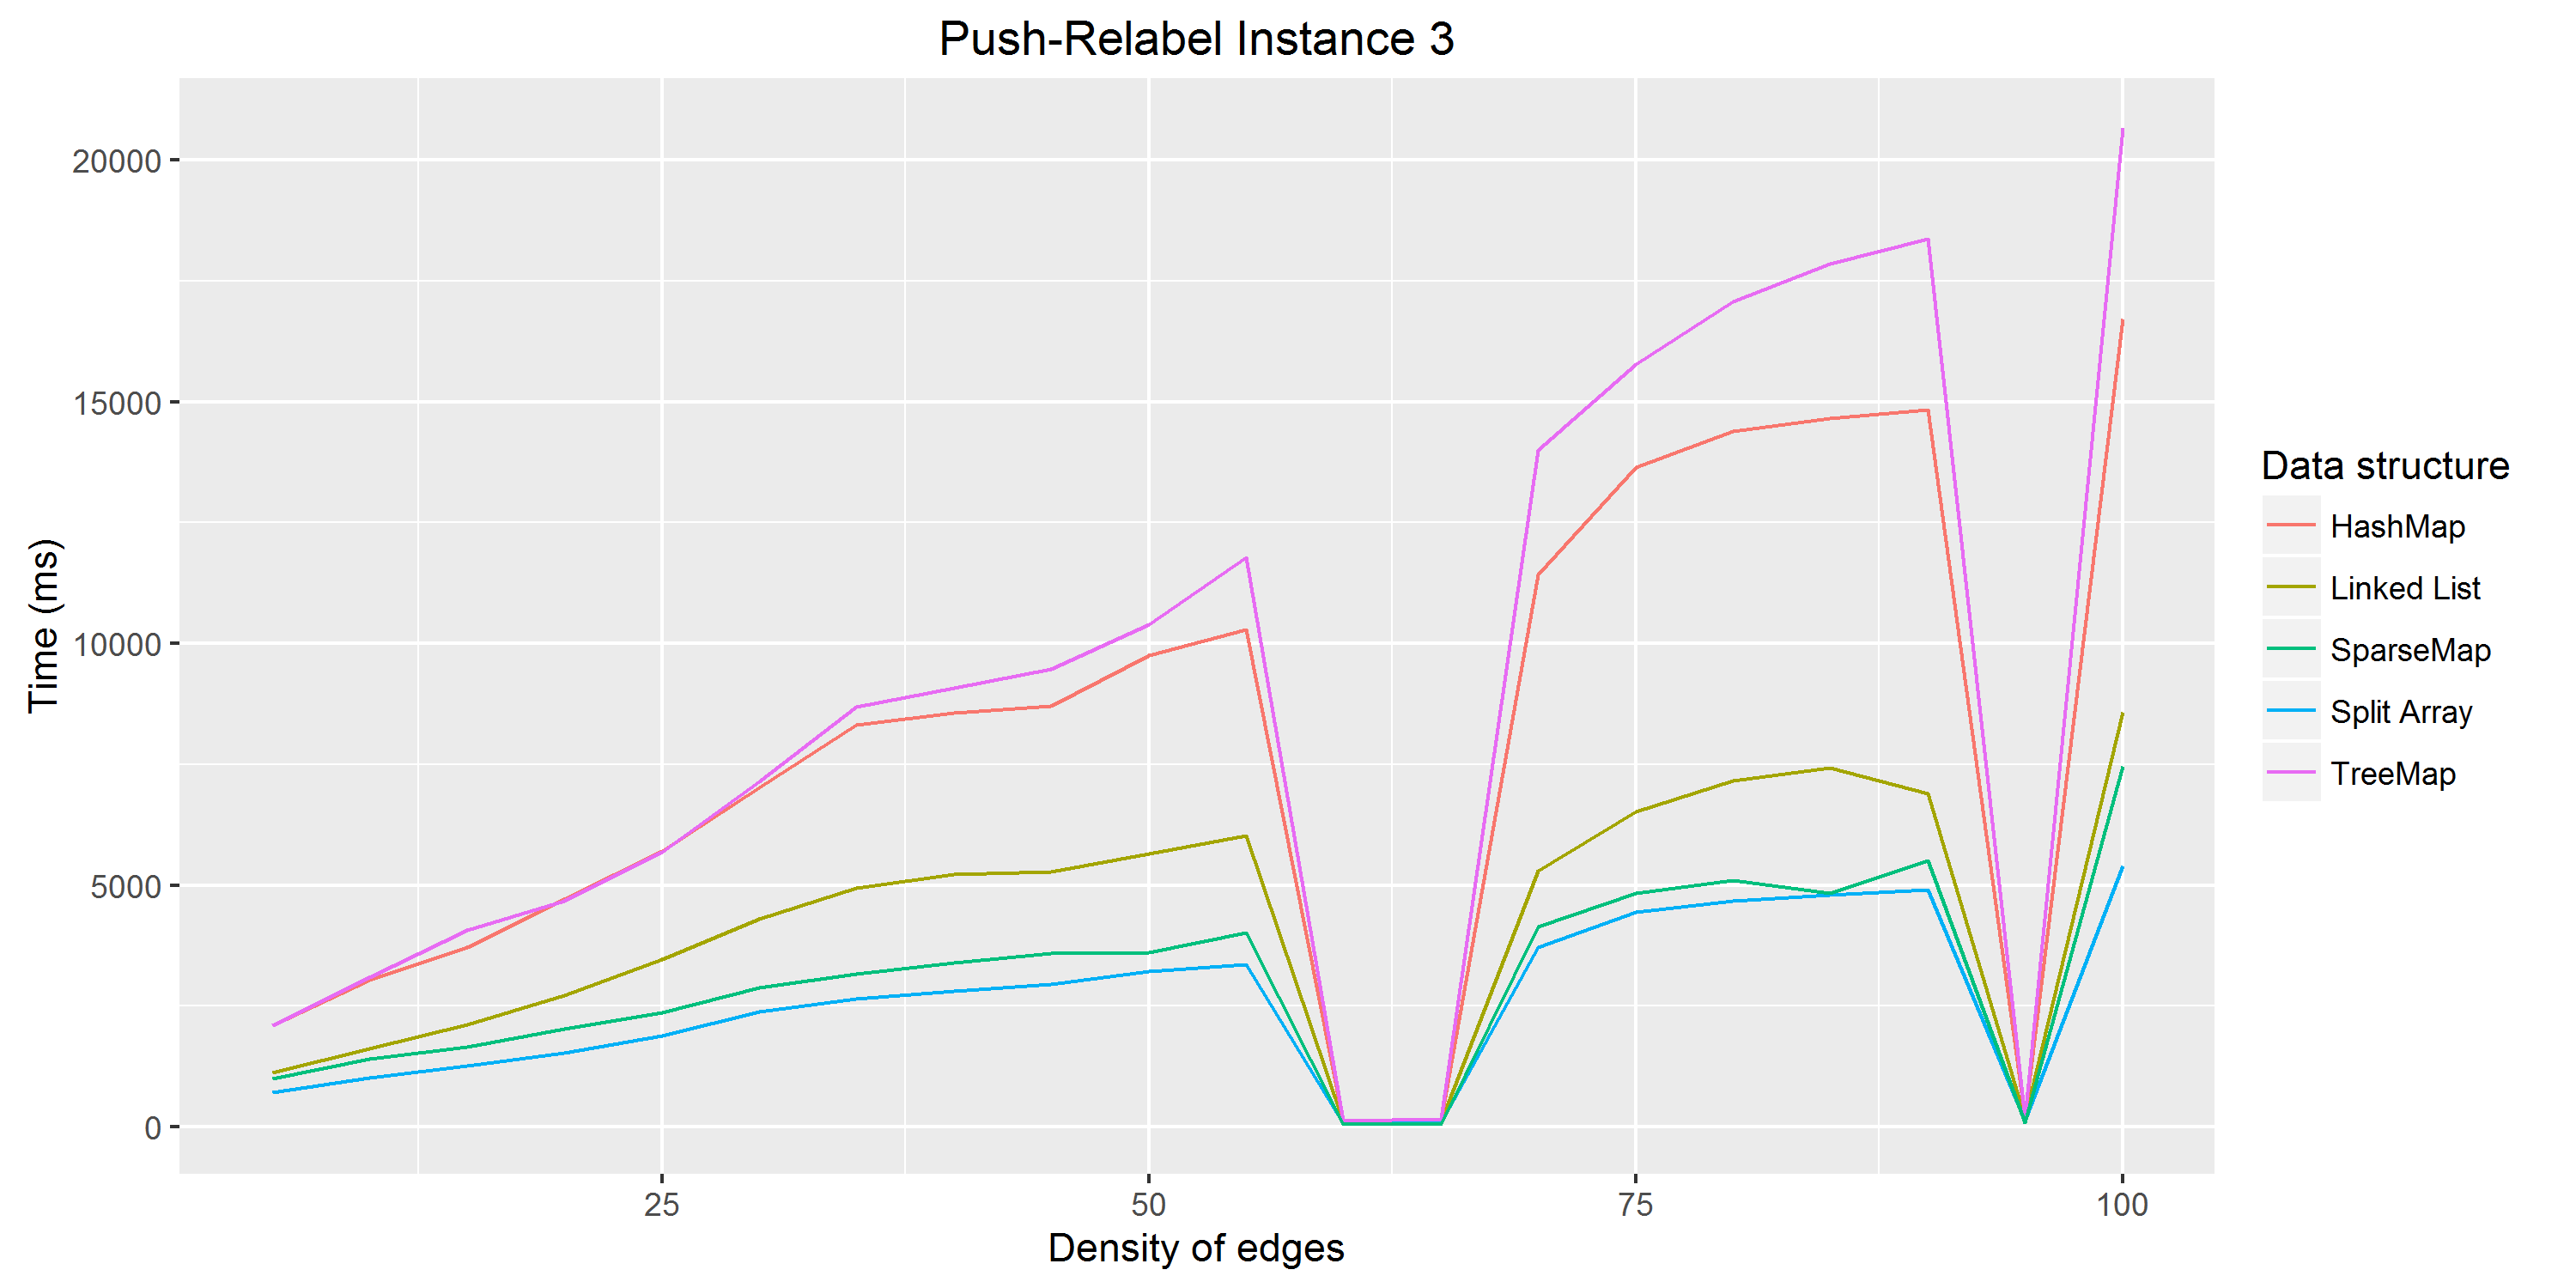 Push-Relabel Instance 3
20000
15000
10000
5000
0
Time (ms)
25
50
75
100
Density of edges
Data structure
HashMap
Linked List
SparseMap
Split Array
TreeMap